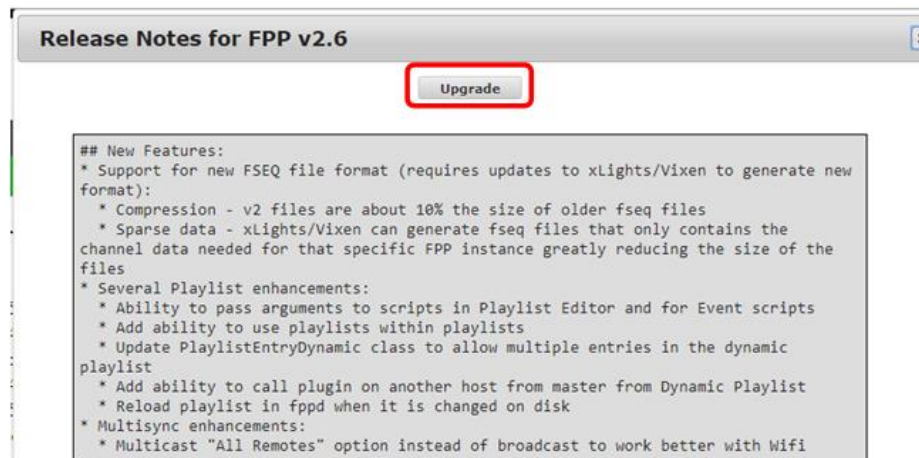 Release Notes for FPP v2.6
Upgrade
## New Features:
* Support for new FSEQ file format (requires updates to xLights/Vixen to generate new
format):
* Compression - v2 files are about 10% the size of older fseq files
* Sparse data - xLights/Vixen can generate fseq files that only contains the
channel data needed for that specific FPP instance greatly reducing the size of the
files
* Several Playlist enhancements:
* Ability to pass arguments to scripts in Playlist Editor and for Event scripts
* Add ability to use playlists within playlists
* Update PlaylistEntryDynamic class to allow multiple entries in the dynamic
playlist
* Add ability to call plugin on another host from master from Dynamic Playlist
* Reload playlist in fppd when it is changed on disk
* Multisync enhancements:
* Multicast "All Remotes" option instead of broadcast to work better with Wifi